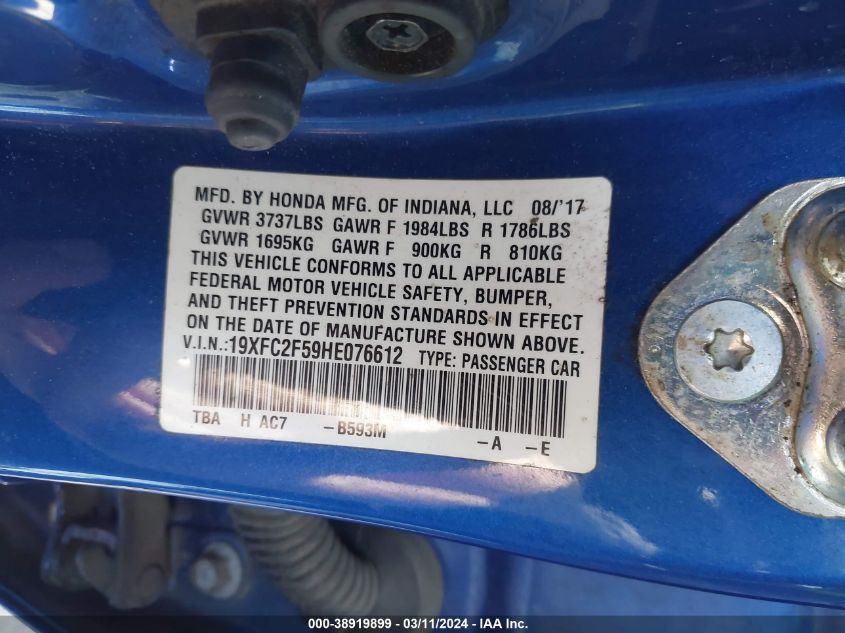 MFD. BY HONDA MFG. OF INDIANA, LLC 08/'17
GVWR 3737LBS GAWR F 1984LBS R 1786LBS
GVWR 1695KG GAWR F 900KG R 810KG
THIS VEHICLE CONFORMS TO ALL APPLICABLE
FEDERAL MOTOR VEHICLE SAFETY, BUMPER,
AND THEFT PREVENTION STANDARDS IN EFFECT
ON THE DATE OF MANUFACTURE SHOWN ABOVE.
V.I.N.:19XFC2F59HE076612 TYPE: PASSENGER CAR
TBA H AC7 –B593M –A –E
000-38919899 - 03/11/2024 - IAAI Inc.